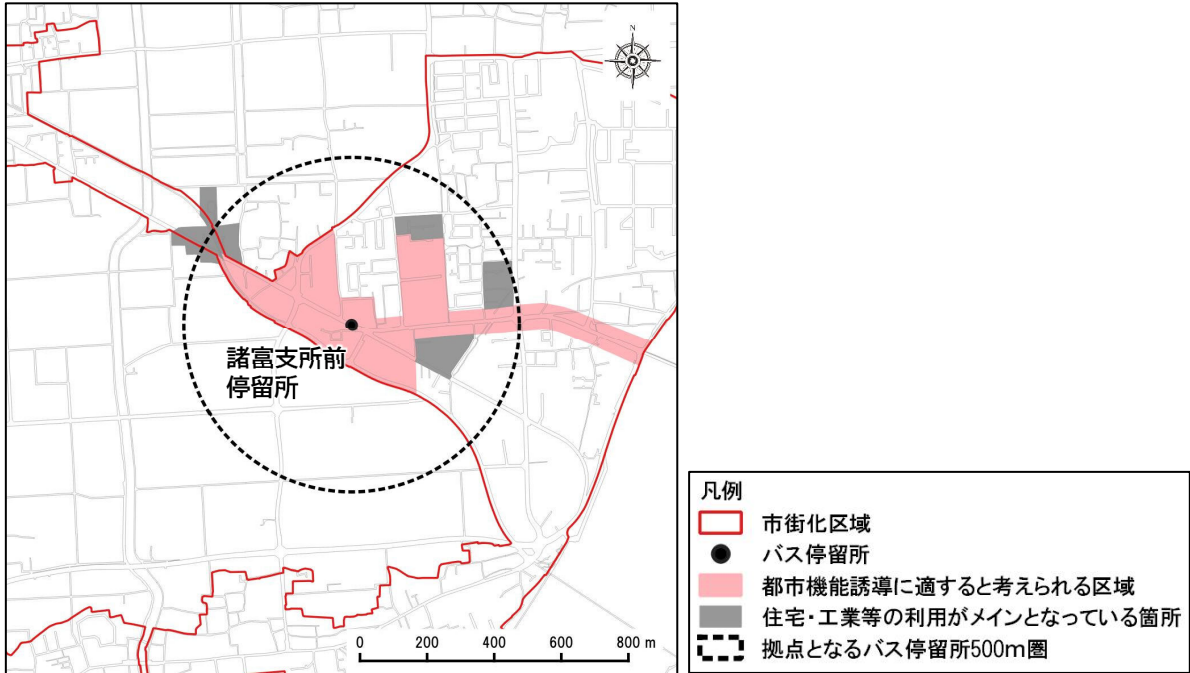 N
諸富支所前
停留所
0 200 400 600 800 m
凡例
市街化区域
バス停留所
都市機能誘導に適すると考えられる区域
住宅・工業等の利用がメインとなっている箇所
拠点となるバス停留所500m圏